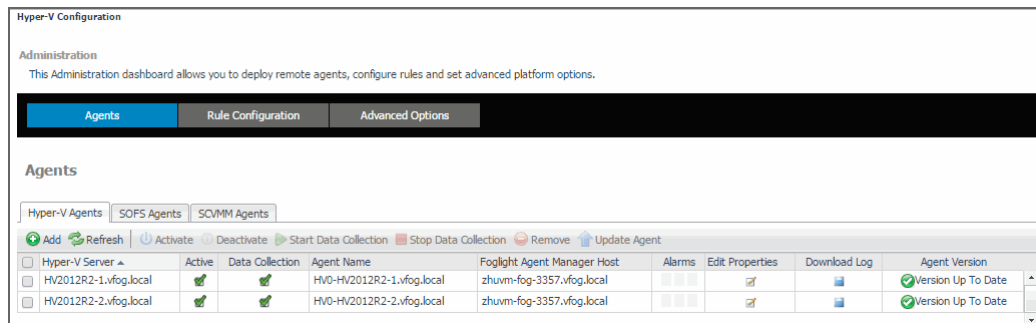 Hyper-V Configuration
Administration
This Administration dashboard allows you to deploy remote agents, configure rules and set advanced platform options.
Agents Rule Configuration Advanced Options
Agents
Hyper-V Agents SOFS Agents SCVMM Agents
Add Refresh Activate Deactivate Start Data Collection Stop Data Collection Remove Update Agent
Hyper-V Server Active Data Collection Agent Name Foglight Agent Manager Host Alarms Edit Properties Download Log Agent Version
HV2012R2-1.vfog.local HV0-HV2012R2-1.vfog.local zhuvm-fog-3357.vfog.local Version Up To Date
HV2012R2-2.vfog.local HV0-HV2012R2-2.vfog.local zhuvm-fog-3357.vfog.local Version Up To Date